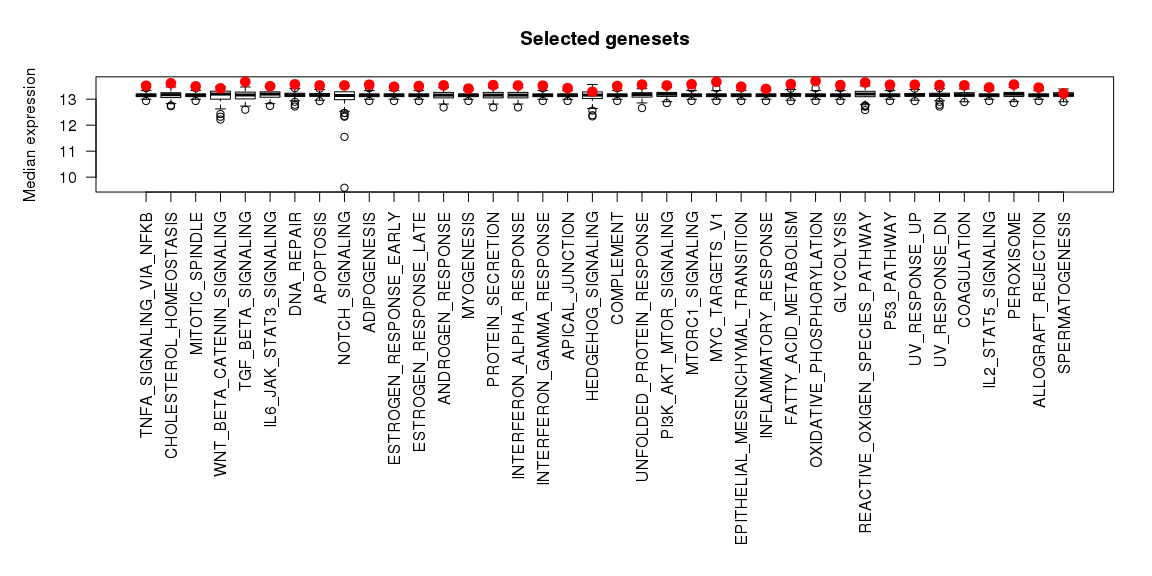 Selected genesets
Median expression
13
12
11
10
TNFA_SIGNALING_VIA_NFKB
CHOLESTEROL_HOMEOSTASIS
MITOTIC_SPINDLE
WNT_BETA_CATENIN_SIGNALING
TGF_BETA_SIGNALING
IL6_JAK_STAT3_SIGNALING
DNA_REPAIR
APOPTOSIS
NOTCH_SIGNALING
ADIPOGENESIS
ESTROGEN_RESPONSE_EARLY
ESTROGEN_RESPONSE_LATE
ANDROGEN_RESPONSE
MYOGENESIS
PROTEIN_SECRETION
INTERFERON_ALPHA_RESPONSE
INTERFERON_GAMMA_RESPONSE
APICAL_JUNCTION
HEDGEHOG_SIGNALING
COMPLEMENT
UNFOLDED_PROTEIN_RESPONSE
PI3K_AKT_MTOR_SIGNALING
MTORC1_SIGNALING
MYC_TARGETS_V1
EPITHELIAL_MESENCHYMAL_TRANSITION
INFLAMMATORY_RESPONSE
FATTY_ACID_METABOLISM
OXIDATIVE_PHOSPHORYLATION
GLYCOLYSIS
REACTIVE_OXIGEN_SPECIES_PATHWAY
P53_PATHWAY
UV_RESPONSE_UP
UV_RESPONSE_DN
COAGULATION
IL2_STAT5_SIGNALING
PEROXISOME
ALLOGRAFT_REJECTION
SPERMATOGENESIS